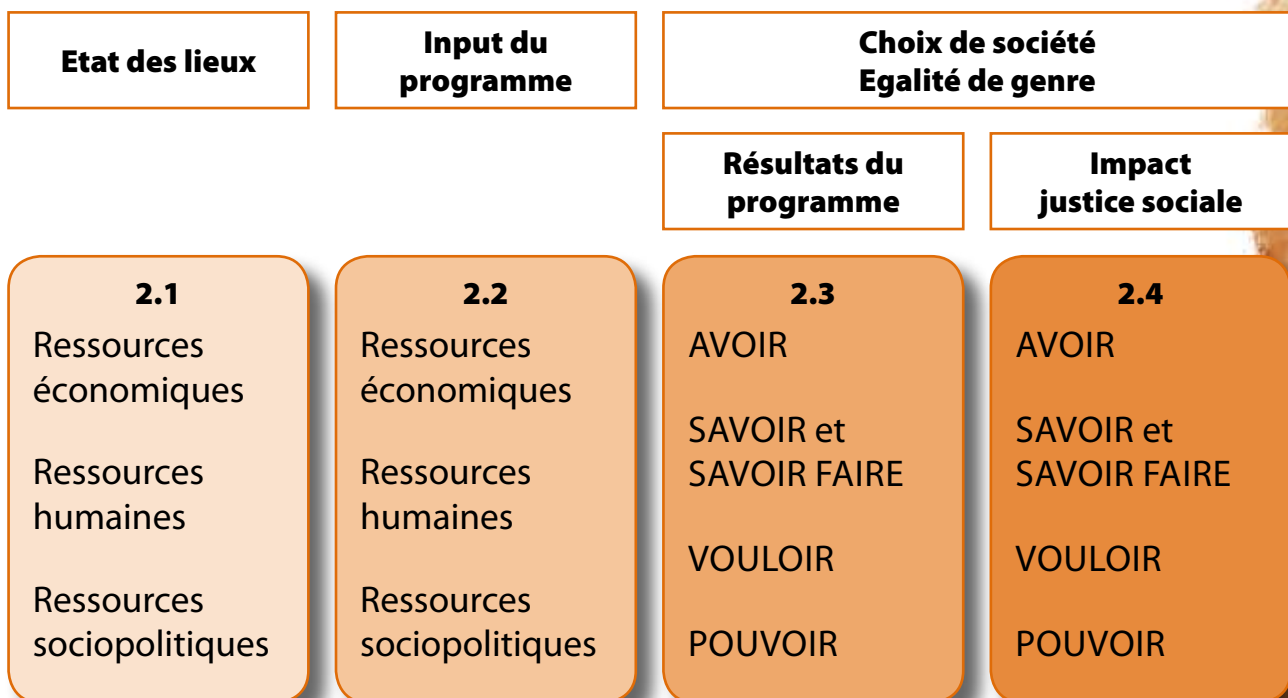 Etat des lieux
Input du
programme
Choix de société
Egalité de genre
Résultats du
programme
Impact
justice sociale
2.1
Ressources
économiques
Ressources
humaines
Ressources
sociopolitiques
2.2
Ressources
économiques
Ressources
humaines
Ressources
sociopolitiques
2.3
AVOIR
SAVOIR et
SAVOIR FAIRE
VOULOIR
POUVOIR
2.4
AVOIR
SAVOIR et
SAVOIR FAIRE
VOULOIR
POUVOIR